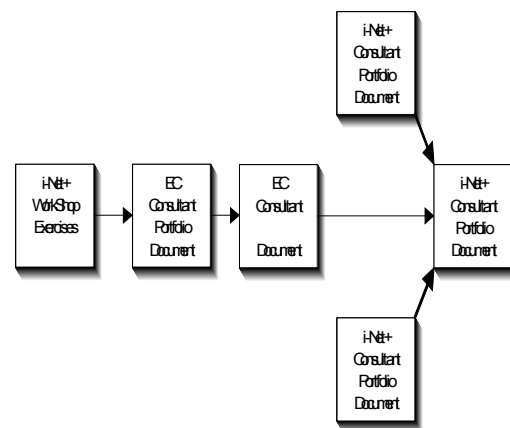 i-Net+
Consultant
Portfolio
Document
i-Net+
WorkShop
Exercises
EC
Consultant
Portfolio
Document
EC
Consultant
Document
i-Net+
Consultant
Portfolio
Document
i-Net+
Consultant
Portfolio
Document